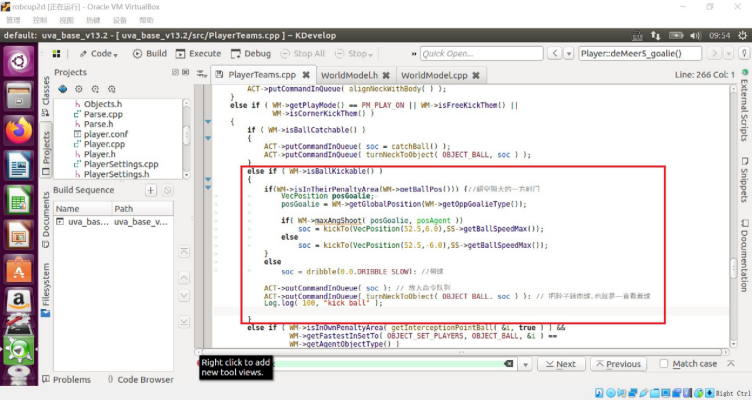 robcup2d [正在运行] - Oracle VM VirtualBox
管理 控制 视图 热键 设备 帮助
default: uva_base_v13.2 - [ uva_base_v13.2/src/PlayerTeams.cpp ] - KDevelop
09:54
Code
Build
Execute
Debug
Stop All
Stop
Quick Open...
Player::deMeer5_goalie()
Projects
PlayerTeams.cpp
WorldModel.h
WorldModel.cpp
Line: 266 Col: 1
Classes
Projects
Documents
Filesystem
Objects.h
Parse.cpp
Parse.h
player.conf
Player.cpp
Player.h
PlayerSettings.cpp
Build Sequence
Name Path
uva_bas... uva_base_v...
ACT->putCommandInQueue( alignNeckWithBody( ) );
}
else if ( WM->getPlayMode() == PM_PLAY_ON || WM->isFreeKickThem() ||
WM->isCornerKickThem() )
{
if ( WM->isBallCatchable() )
{
ACT->putCommandInQueue( soc = catchBall() );
ACT->putCommandInQueue( turnNeckToObject( OBJECT_BALL, soc ) );
}
else if ( WM->isBallKickable() )
{
if(WM->isInTheirPenaltyArea(WM->getBallPos())) {
VecPosition posGoalie;
posGoalie = WM->getGlobalPosition(WM->getOppGoalieType());
if( WM->maxAngShoot( posGoalie, posAgent ))
soc = kickTo(VecPosition(52.5,6.0),SS->getBallSpeedMax());
else
soc = kickTo(VecPosition(52.5,-6.0),SS->getBallSpeedMax());
}
else
soc = dribble(0.0,DRIBBLE_SLOW); //带球
ACT->putCommandInQueue( soc ); // 放入命令队列
ACT->putCommandInQueue( turnNeckToObject( OBJECT_BALL, soc ) );
Log.log( 100, "kick ball" );
}
else if ( WM->isInOwnPenaltyArea( getInterceptionPointBall( &i, true ) ) &&
WM->getFastestInSetTo( OBJECT_SET_PLAYERS, OBJECT_BALL, &i ) ==
WM->getAgentObjectType() )
External Scripts
Snippets
Documentation
Right click to add
new tool views.
Next
Previous
Match case
Problems
Code Browser
Right Ctrl